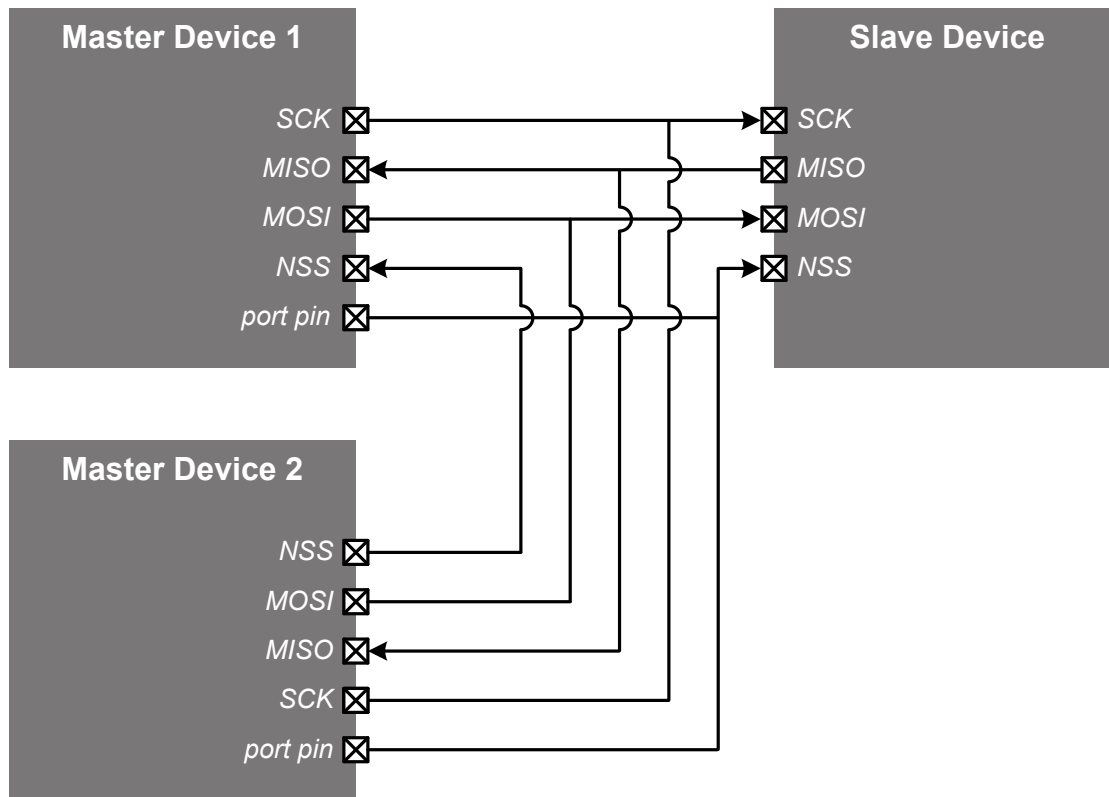 Master Device 1
SCK
MISO
MOSI
NSS
port pin
Slave Device
SCK
MISO
MOSI
NSS
Master Device 2
NSS
MOSI
MISO
SCK
port pin